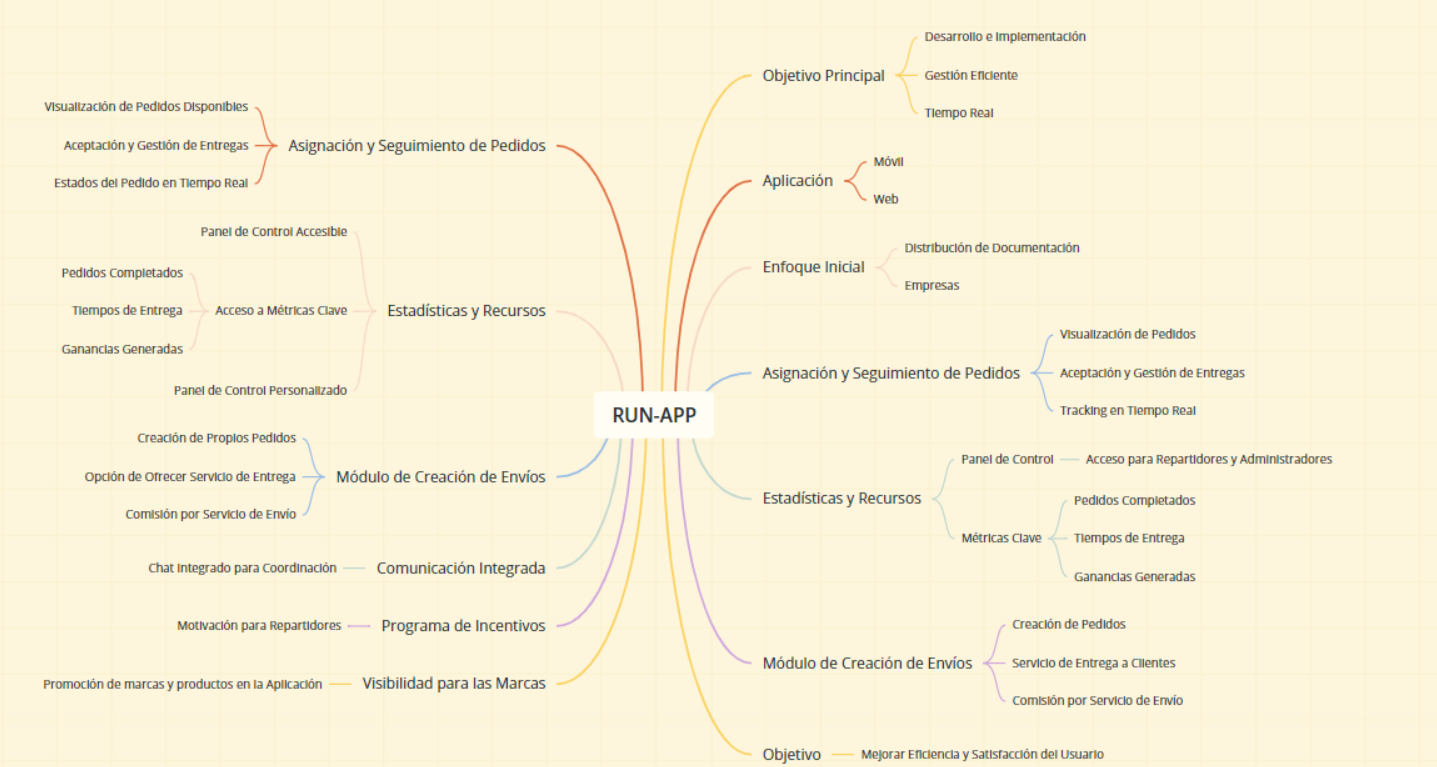 RUN-APP
Objetivo Principal
Desarrollo e Implementación
Gestión Eficiente
Tiempo Real
Aplicación
Móvil
Web
Enfoque Inicial
Distribución de Documentación
Empresas
Asignación y Seguimiento de Pedidos
Visualización de Pedidos
Aceptación y Gestión de Entregas
Tracking en Tiempo Real
Estadísticas y Recursos
Panel de Control
Acceso para Repartidores y Administradores
Métricas Clave
Pedidos Completados
Tiempos de Entrega
Ganancias Generadas
Módulo de Creación de Envíos
Creación de Pedidos
Servicio de Entrega a Clientes
Comisión por Servicio de Envío
Objetivo
Mejorar Eficiencia y Satisfacción del Usuario
Asignación y Seguimiento de Pedidos
Visualización de Pedidos Disponibles
Aceptación y Gestión de Entregas
Estados del Pedido en Tiempo Real
Estadísticas y Recursos
Panel de Control Accesible
Acceso a Métricas Clave
Pedidos Completados
Tiempos de Entrega
Ganancias Generadas
Panel de Control Personalizado
Módulo de Creación de Envíos
Creación de Propios Pedidos
Opción de Ofrecer Servicio de Entrega
Comisión por Servicio de Envío
Comunicación Integrada
Chat Integrado para Coordinación
Programa de Incentivos
Motivación para Repartidores
Visibilidad para las Marcas
Promoción de marcas y productos en la Aplicación